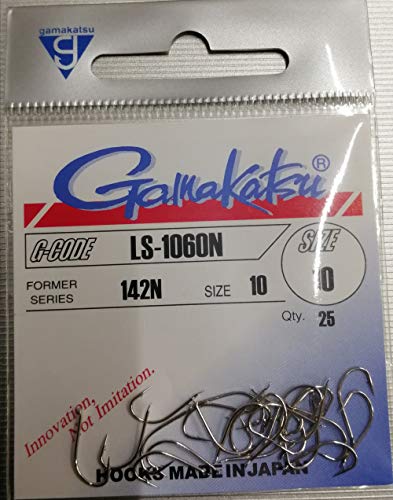 gamakatsu
Gamakatsu®
G-CODE LS-1060N SIZE
10
FORMER SERIES 142N SIZE 10
Qty. 25
Innovation,
Not Imitation.
HOOKS MADE IN JAPAN